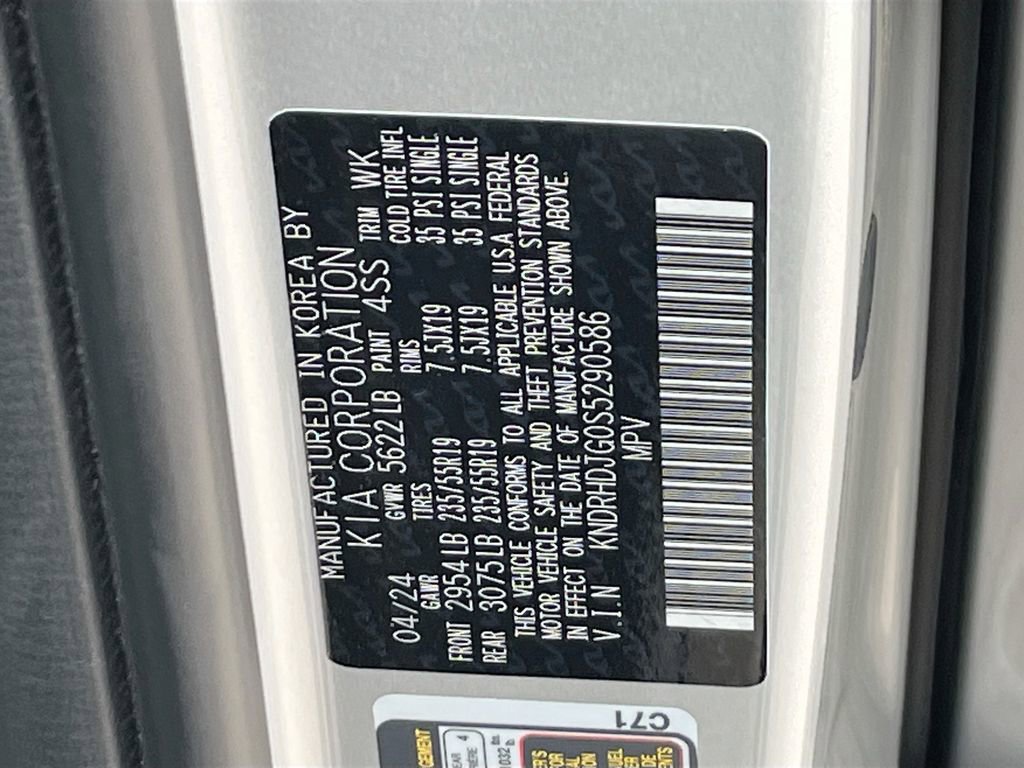 MANUFACTURED IN KOREA BY
KIA CORPORATION
04/24 GVWR 5622LB PAINT 4SS TRIM WK
GAWR TIRES RIMS COLD TIRE INFL
FRONT 2954LB 235/55R19 7.5JX19 35 PSI SINGLE
REAR 3075LB 235/55R19 7.5JX19 35 PSI SINGLE
THIS VEHICLE CONFORMS TO ALL APPLICABLE U.S.A FEDERAL
MOTOR VEHICLE SAFETY AND THEFT PREVENTION STANDARDS
IN EFFECT ON THE DATE OF MANUFACTURE SHOWN ABOVE.
V.I.N KNDRHDJG0S5290586
MPV
C71